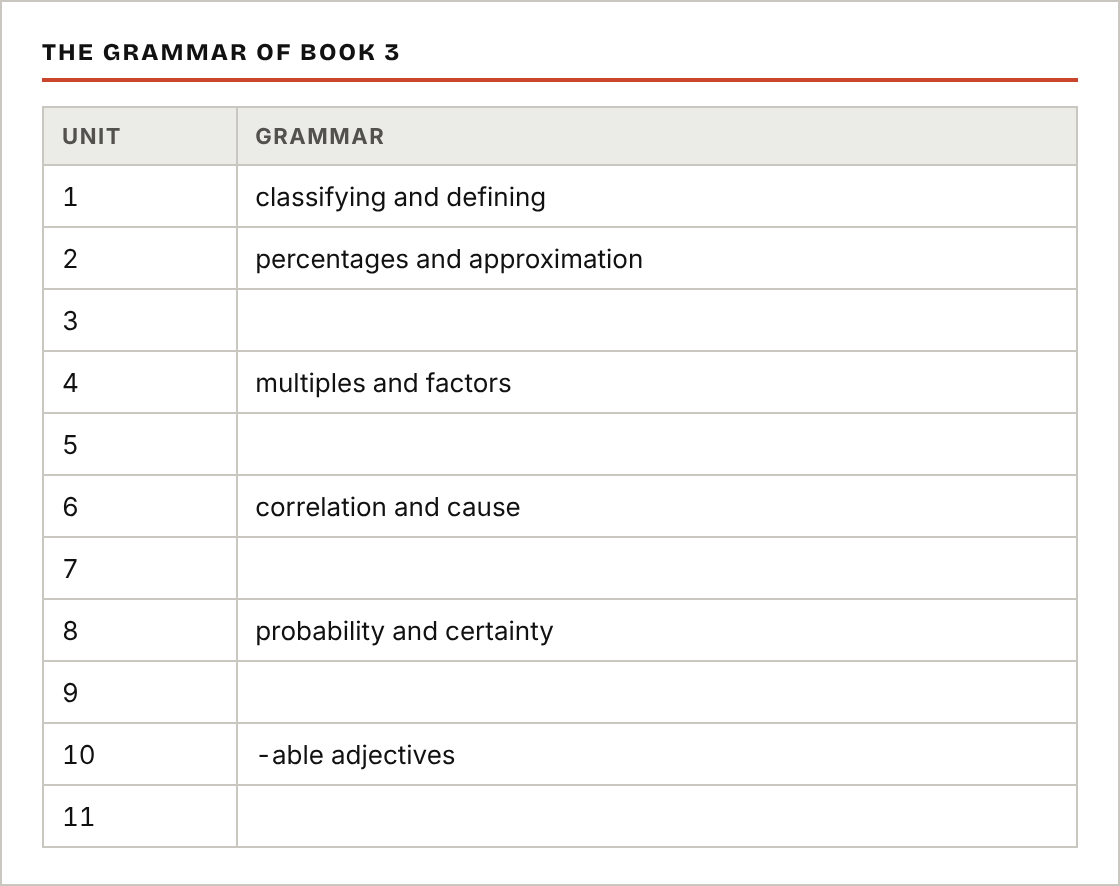 THE GRAMMAR OF BOOK 3
UNIT GRAMMAR
1 classifying and defining
2 percentages and approximation
3
4 multiples and factors
5
6 correlation and cause
7
8 probability and certainty
9
10 -able adjectives
11